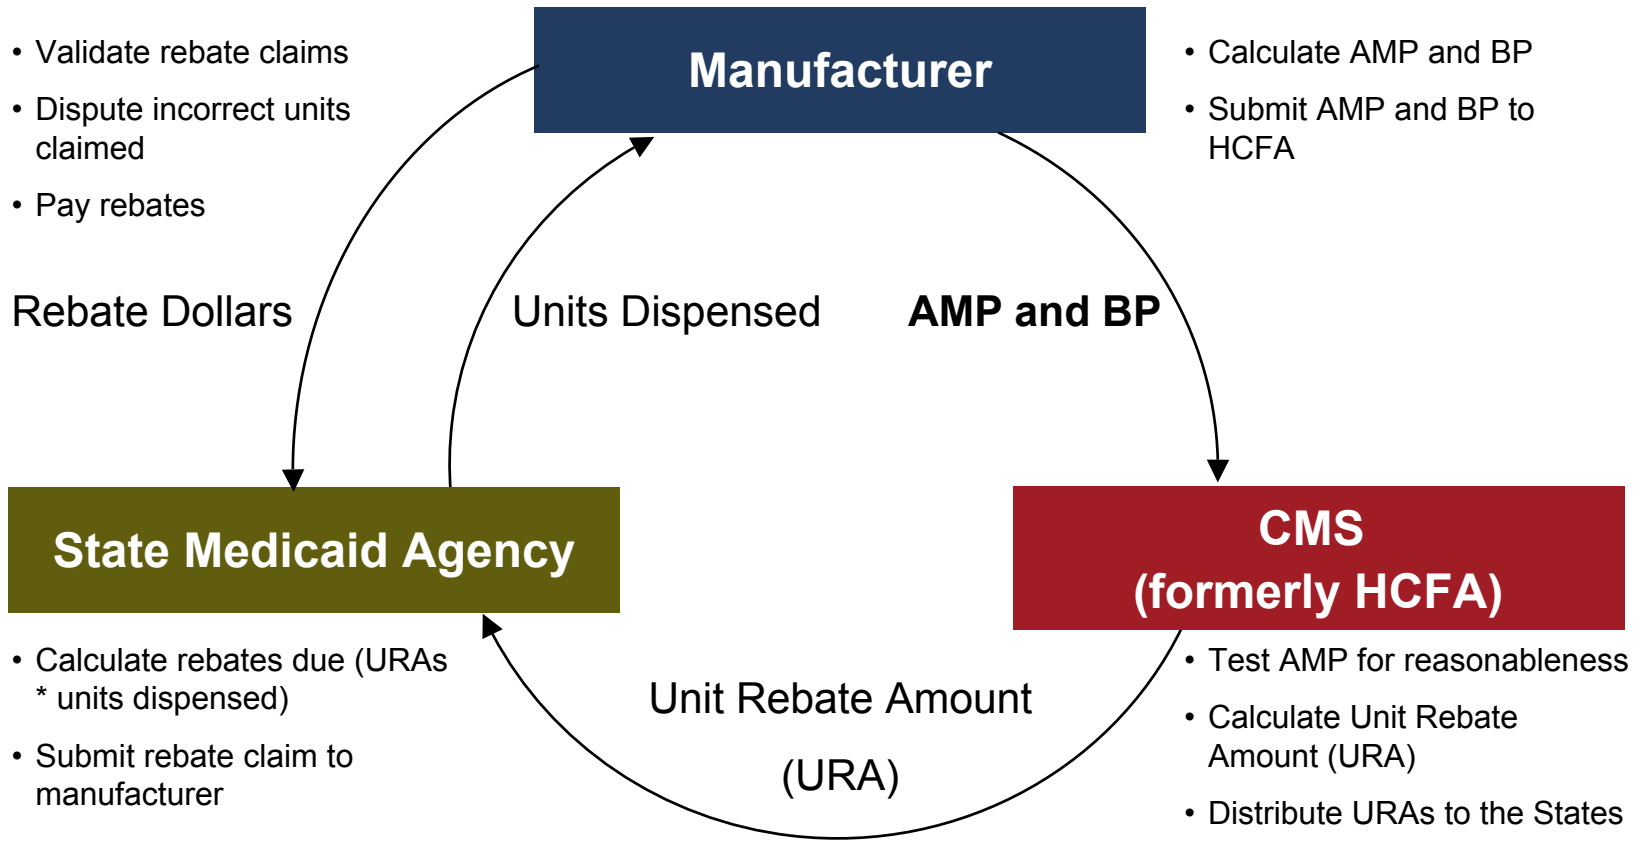 Manufacturer
• Validate rebate claims
• Dispute incorrect units
claimed
• Pay rebates
• Calculate AMP and BP
• Submit AMP and BP to
HCFA
Rebate Dollars
Units Dispensed
AMP and BP
State Medicaid Agency
CMS
(formerly HCFA)
• Calculate rebates due (URAs
* units dispensed)
• Submit rebate claim to
manufacturer
Unit Rebate Amount
(URA)
• Test AMP for reasonableness
• Calculate Unit Rebate
Amount (URA)
• Distribute URAs to the States